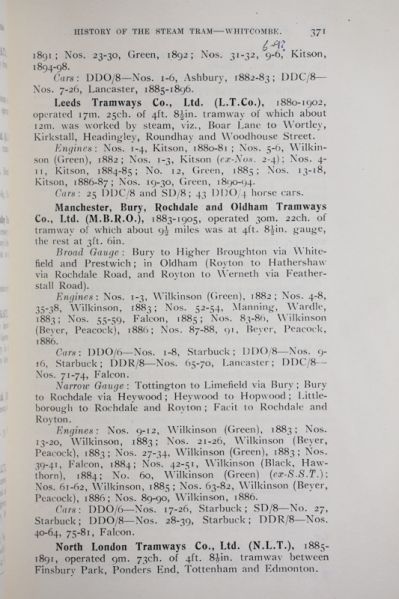 HISTORY OF THE STEAM TRAM—WHITCOMBE. 371
6-9?
1891; Nos. 23-30, Green, 1892; Nos. 31-32, 9-6, Kitson,
1894-98.
Cars: DDO/8—Nos. 1-6, Ashbury, 1882-83; DDC/8—
Nos. 7-26, Lancaster, 1885-1896.
Leeds Tramways Co., Ltd. (L.T.Co.), 1880-1902,
operated 17m. 25ch. of 4ft. 8½in. tramway of which about
12m. was worked by steam, viz., Boar Lane to Wortley,
Kirkstall, Headingley, Roundhay and Woodhouse Street.
Engines: Nos. 1-4, Kitson, 1880-81; Nos. 5-6, Wilkin-
son (Green), 1882; Nos. 1-3, Kitson (ex-Nos. 2-4); Nos. 4-
11, Kitson, 1884-85; No. 12, Green, 1885; Nos. 13-18,
Kitson, 1886-87; Nos. 19-30, Green, 1890-94.
Cars: 25 DDC/8 and SD/8; 43 DDO/4 horse cars.
Manchester, Bury, Rochdale and Oldham Tramways
Co., Ltd. (M.B.R.O.), 1883-1905, operated 30m. 22ch. of
tramway of which about 9½ miles was at 4ft. 8½in. gauge,
the rest at 3ft. 6in.
Broad Gauge: Bury to Higher Broughton via White-
field and Prestwich; in Oldham (Royton to Hathershaw
via Rochdale Road, and Royton to Werneth via Feather-
stall Road).
Engines: Nos. 1-3, Wilkinson (Green), 1882; Nos. 4-8,
35-38, Wilkinson, 1883; Nos. 52-54, Manning, Wardle,
1883; Nos. 55-59, Falcon, 1885; Nos. 83-86, Wilkinson
(Beyer, Peacock), 1886; Nos. 87-88, 91, Beyer, Peacock,
1886.
Cars: DDO/6—Nos. 1-8, Starbuck; DDO/8—Nos. 9-
16, Starbuck; DDR/8—Nos. 65-70, Lancaster; DDC/8—
Nos. 71-74, Falcon.
Narrow Gauge: Tottington to Limefield via Bury; Bury
to Rochdale via Heywood; Heywood to Hopwood; Little-
borough to Rochdale and Royton; Facit to Rochdale and
Royton.
Engines: Nos. 9-12, Wilkinson (Green), 1883; Nos.
13-20, Wilkinson, 1883; Nos. 21-26, Wilkinson (Beyer,
Peacock), 1883; Nos. 27-34, Wilkinson (Green), 1883; Nos.
39-41, Falcon, 1884; Nos. 42-51, Wilkinson (Black, Haw-
thorn), 1884; No. 60, Wilkinson (Green) (ex-S.S.T.);
Nos. 61-62, Wilkinson, 1885; Nos. 63-82, Wilkinson (Beyer,
Peacock), 1886; Nos. 89-90, Wilkinson, 1886.
Cars: DDO/6—Nos. 17-26, Starbuck; SD/8—No. 27,
Starbuck; DDO/8—Nos. 28-39, Starbuck; DDR/8—Nos.
40-64, 75-81, Falcon.
North London Tramways Co., Ltd. (N.L.T.), 1885-
1891, operated 9m. 73ch. of 4ft. 8½in. tramway between
Finsbury Park, Ponders End, Tottenham and Edmonton.